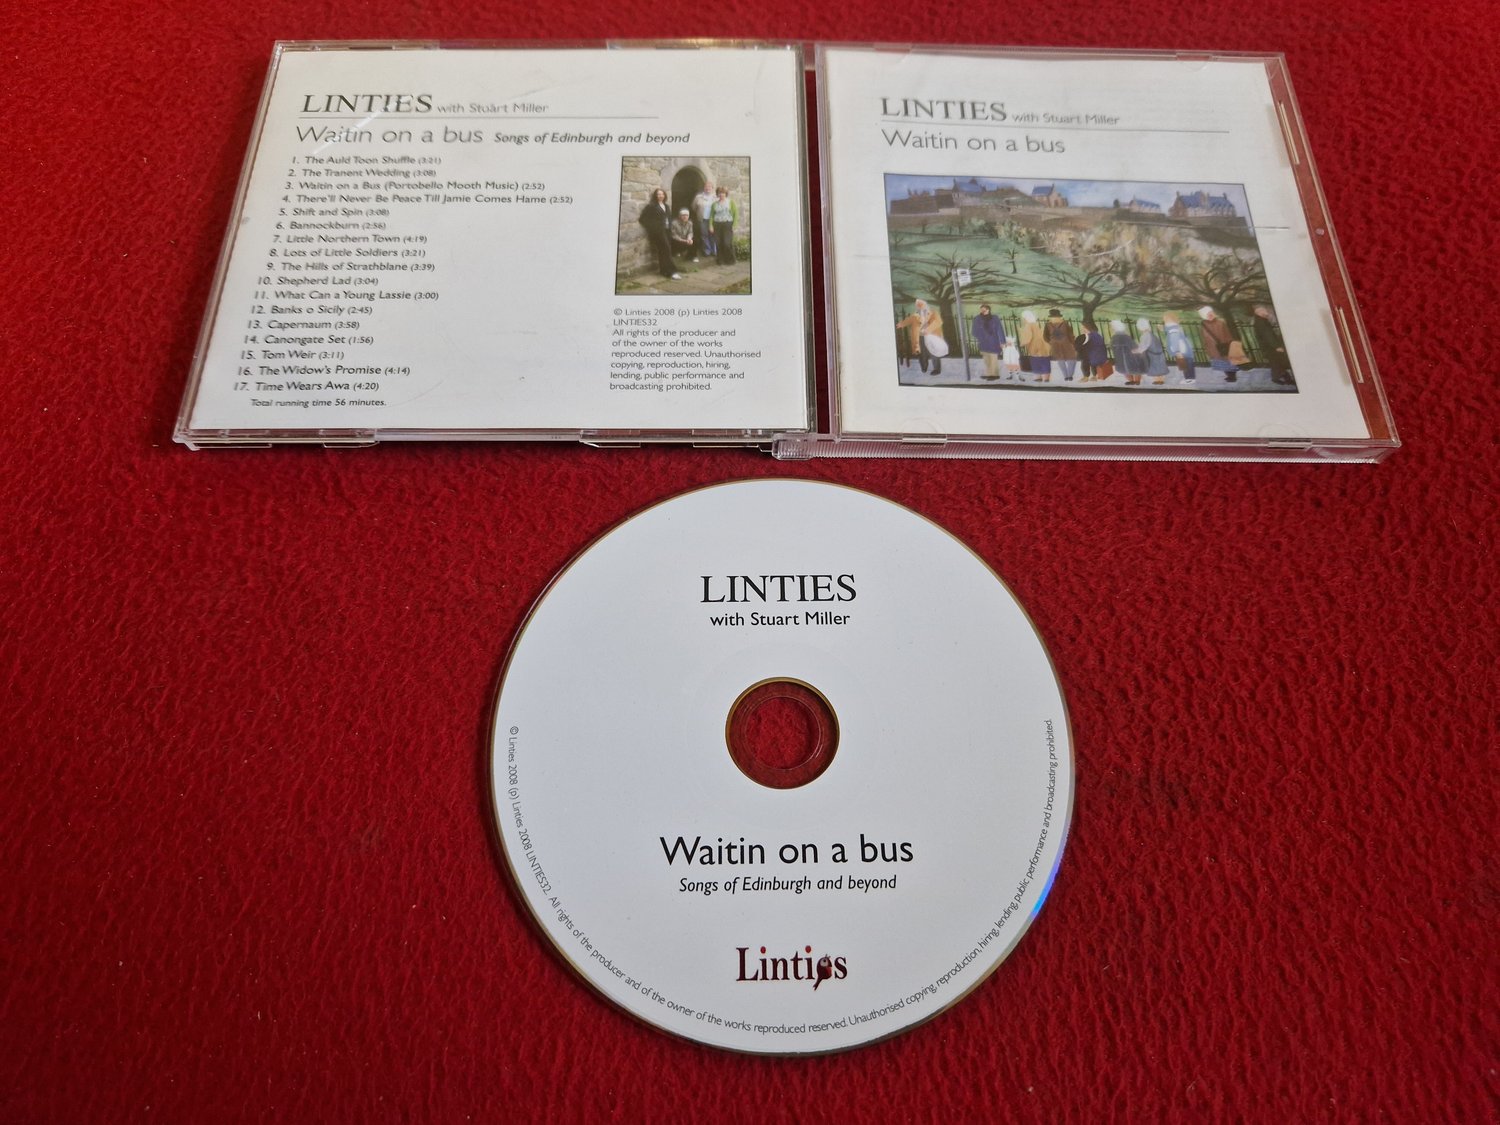 LINTIES with Stuart Miller
Waitin on a bus Songs of Edinburgh and beyond
1. The Auld Toon Shuffle (3:21)
2. The Tranent Wedding (3:08)
3. Waitin on a Bus (Portobello Mooth Music) (2:52)
4. There'll Never Be Peace Till Jamie Comes Hame (2:52)
5. Shift and Spin (3:08)
6. Bannockburn (2:56)
7. Little Northern Town (4:19)
8. Lots of Little Soldiers (3:21)
9. The Hills of Strathblane (3:39)
10. Shepherd Lad (3:04)
11. What Can a Young Lassie (3:00)
12. Banks o Sicily (2:45)
13. Capernaum (3:58)
14. Canongate Set (1:56)
15. Tom Weir (3:11)
16. The Widow's Promise (4:14)
17. Time Wears Awa (4:20)
Total running time 56 minutes.
© Linties 2008 (p) Linties 2008
LINTIES32
All rights of the producer and
of the owner of the works
reproduced reserved. Unauthorised
copying, reproduction, hiring,
lending, public performance and
broadcasting prohibited.
LINTIES with Stuart Miller
Waitin on a bus
LINTIES
with Stuart Miller
Waitin on a bus
Songs of Edinburgh and beyond
Linties
© Linties 2008 (p) Linties 2008 LINTIES32. All rights of the producer and of the owner of the works reproduced reserved. Unauthorised copying, reproduction, hiring, lending, public performance and broadcasting prohibited.